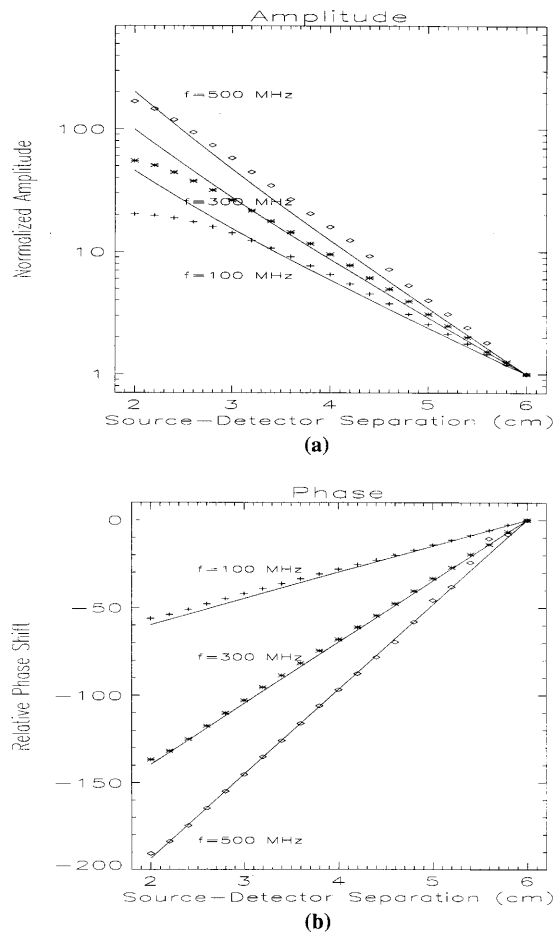 Amplitude
f=500 MHz
100
f=300 MHz
10
f=100 MHz
1
Normalized Amplitude
2 3 4 5 6
Source-Detector Separation (cm)
(a)
Phase
0
f=100 MHz
-50
f=300 MHz
-100
-150
f=500 MHz
-200
Relative Phase Shift
2 3 4 5 6
Source-Detector Separation (cm)
(b)